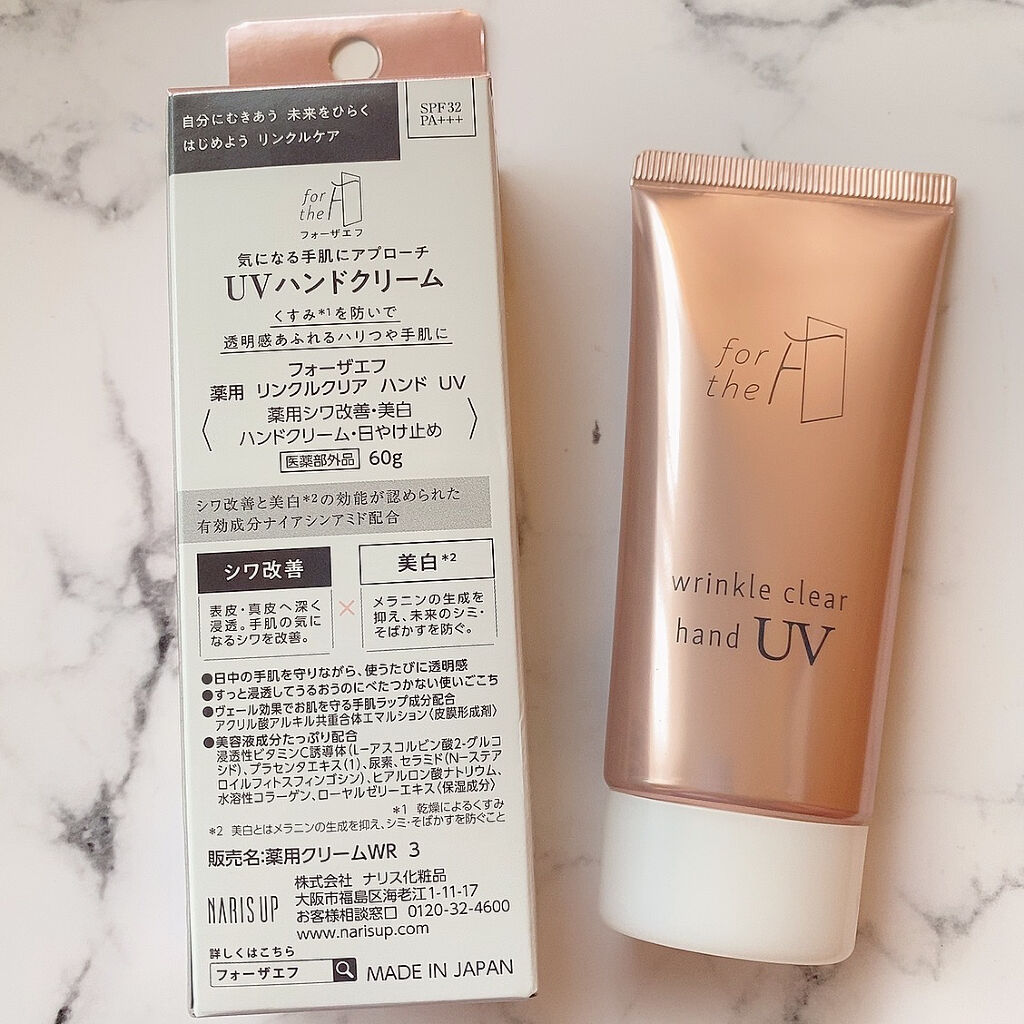 自分にむきあう 未来をひらく
はじめよう リンクルケア
SPF32
PA+++
for
the F
フォーザエフ
気になる手肌にアプローチ
UVハンドクリーム
くすみ*1を防いで
透明感あふれるハリつや手肌に
フォーザエフ
薬用 リンクルクリア ハンド UV
〈薬用シワ改善・美白
ハンドクリーム・日やけ止め〉
医薬部外品 60g
シワ改善と美白*2の効能が認められた
有効成分ナイアシンアミド配合
シワ改善
表皮・真皮へ深く
浸透。手肌の気に
なるシワを改善。
×
美白*2
メラニンの生成を
抑え、未来のシミ・
そばかすを防ぐ。
●日中の手肌を守りながら、使うたびに透明感
●すっと浸透してうるおうのにべたつかない使いごこち
●ヴェール効果でお肌を守る手肌ラップ成分配合
アクリル酸アルキル共重合体エマルション〈皮膜形成剤〉
●美容液成分たっぷり配合
浸透性ビタミンC誘導体(L-アスコルビン酸2-グルコ
シド)、プラセンタエキス(1)、尿素、セラミド(N-ステア
ロイルフィトスフィンゴシン)、ヒアルロン酸ナトリウム、
水溶性コラーゲン、ローヤルゼリーエキス〈保湿成分〉
*1 乾燥によるくすみ
*2 美白とはメラニンの生成を抑え、シミ・そばかすを防ぐこと
販売名:薬用クリームWR 3
NARIS UP
株式会社 ナリス化粧品
大阪市福島区海老江1-11-17
お客様相談窓口 0120-32-4600
www.narisup.com
詳しくはこちら
フォーザエフ
MADE IN JAPAN
for
the F
wrinkle clear
hand UV